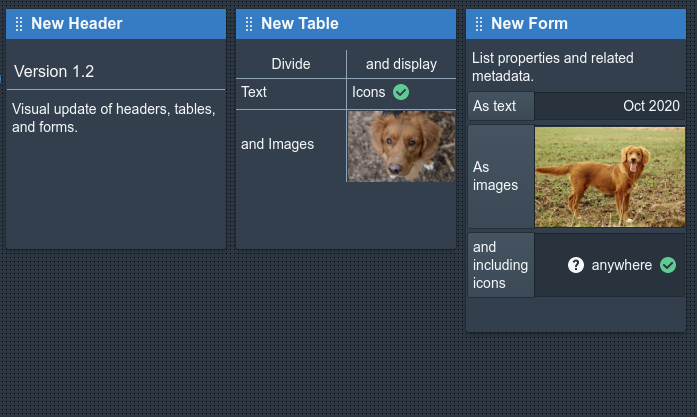 New Header
Version 1.2
Visual update of headers, tables,
and forms.
New Table
Divide and display
Text Icons
and Images
New Form
List properties and related
metadata.
As text Oct 2020
As
images
and
including
icons
? anywhere